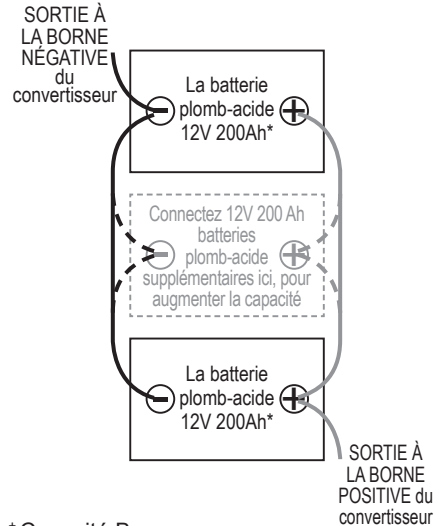 SORTIE À
LA BORNE
NÉGATIVE
du
convertisseur
La batterie
plomb-acide
12V 200Ah*
Connectez 12V 200 Ah
batteries
plomb-acide
supplémentaires ici, pour
augmenter la capacité
La batterie
plomb-acide
12V 200Ah*
SORTIE À
LA BORNE
POSITIVE du
convertisseur